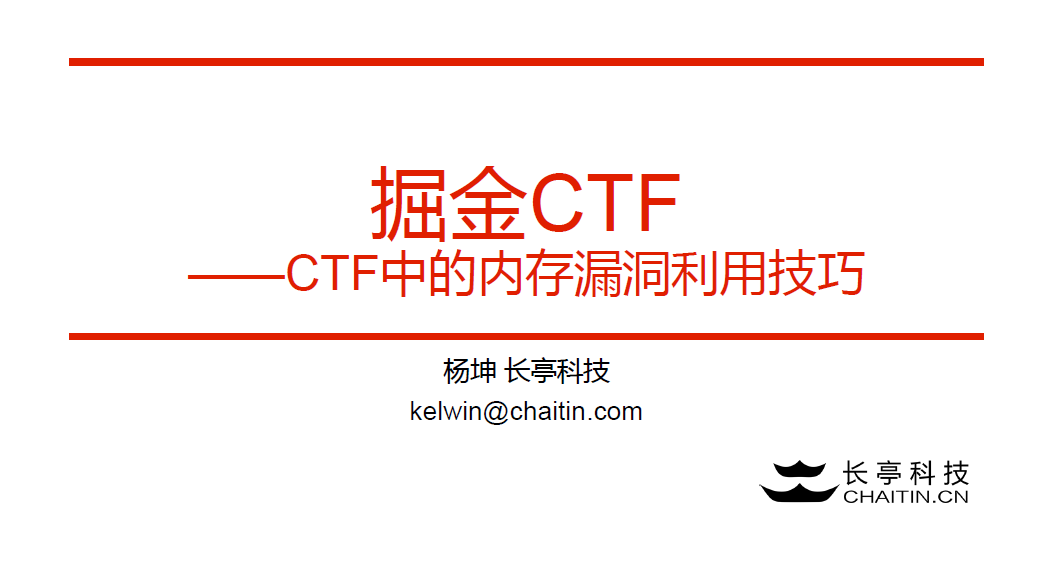 掘金CTF
——CTF中的内存漏洞利用技巧
杨坤 长亭科技
kelwin@chaitin.com
长亭科技
CHAITIN.CN